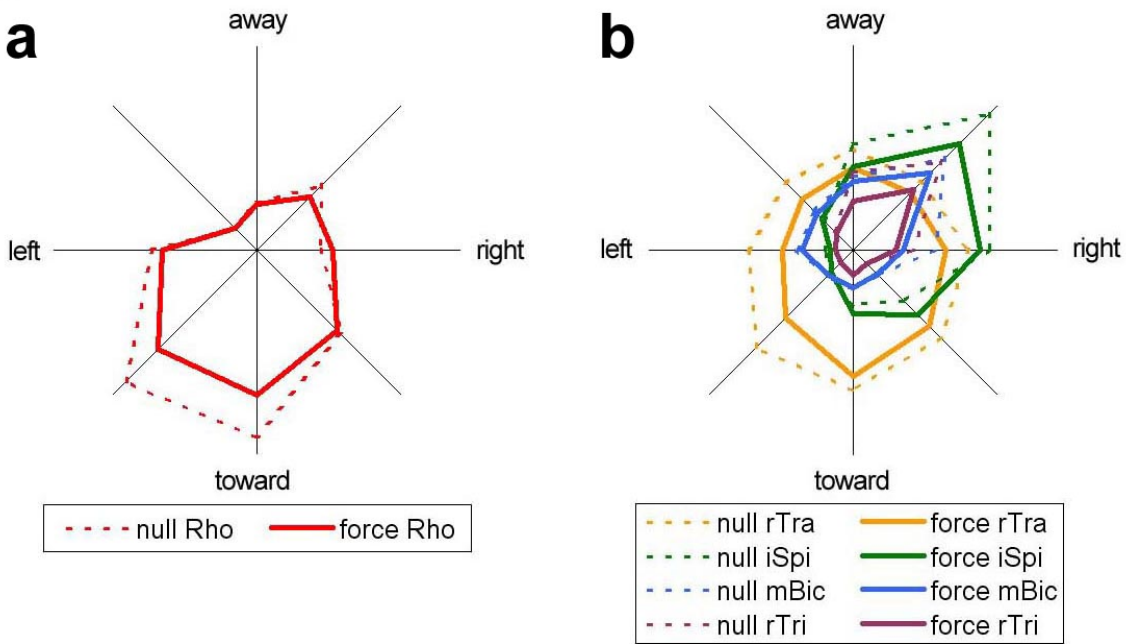 a
away
left
right
toward
null Rho force Rho
b
away
left
right
toward
null rTra force rTra
null iSpi force iSpi
null mBic force mBic
null rTri force rTri